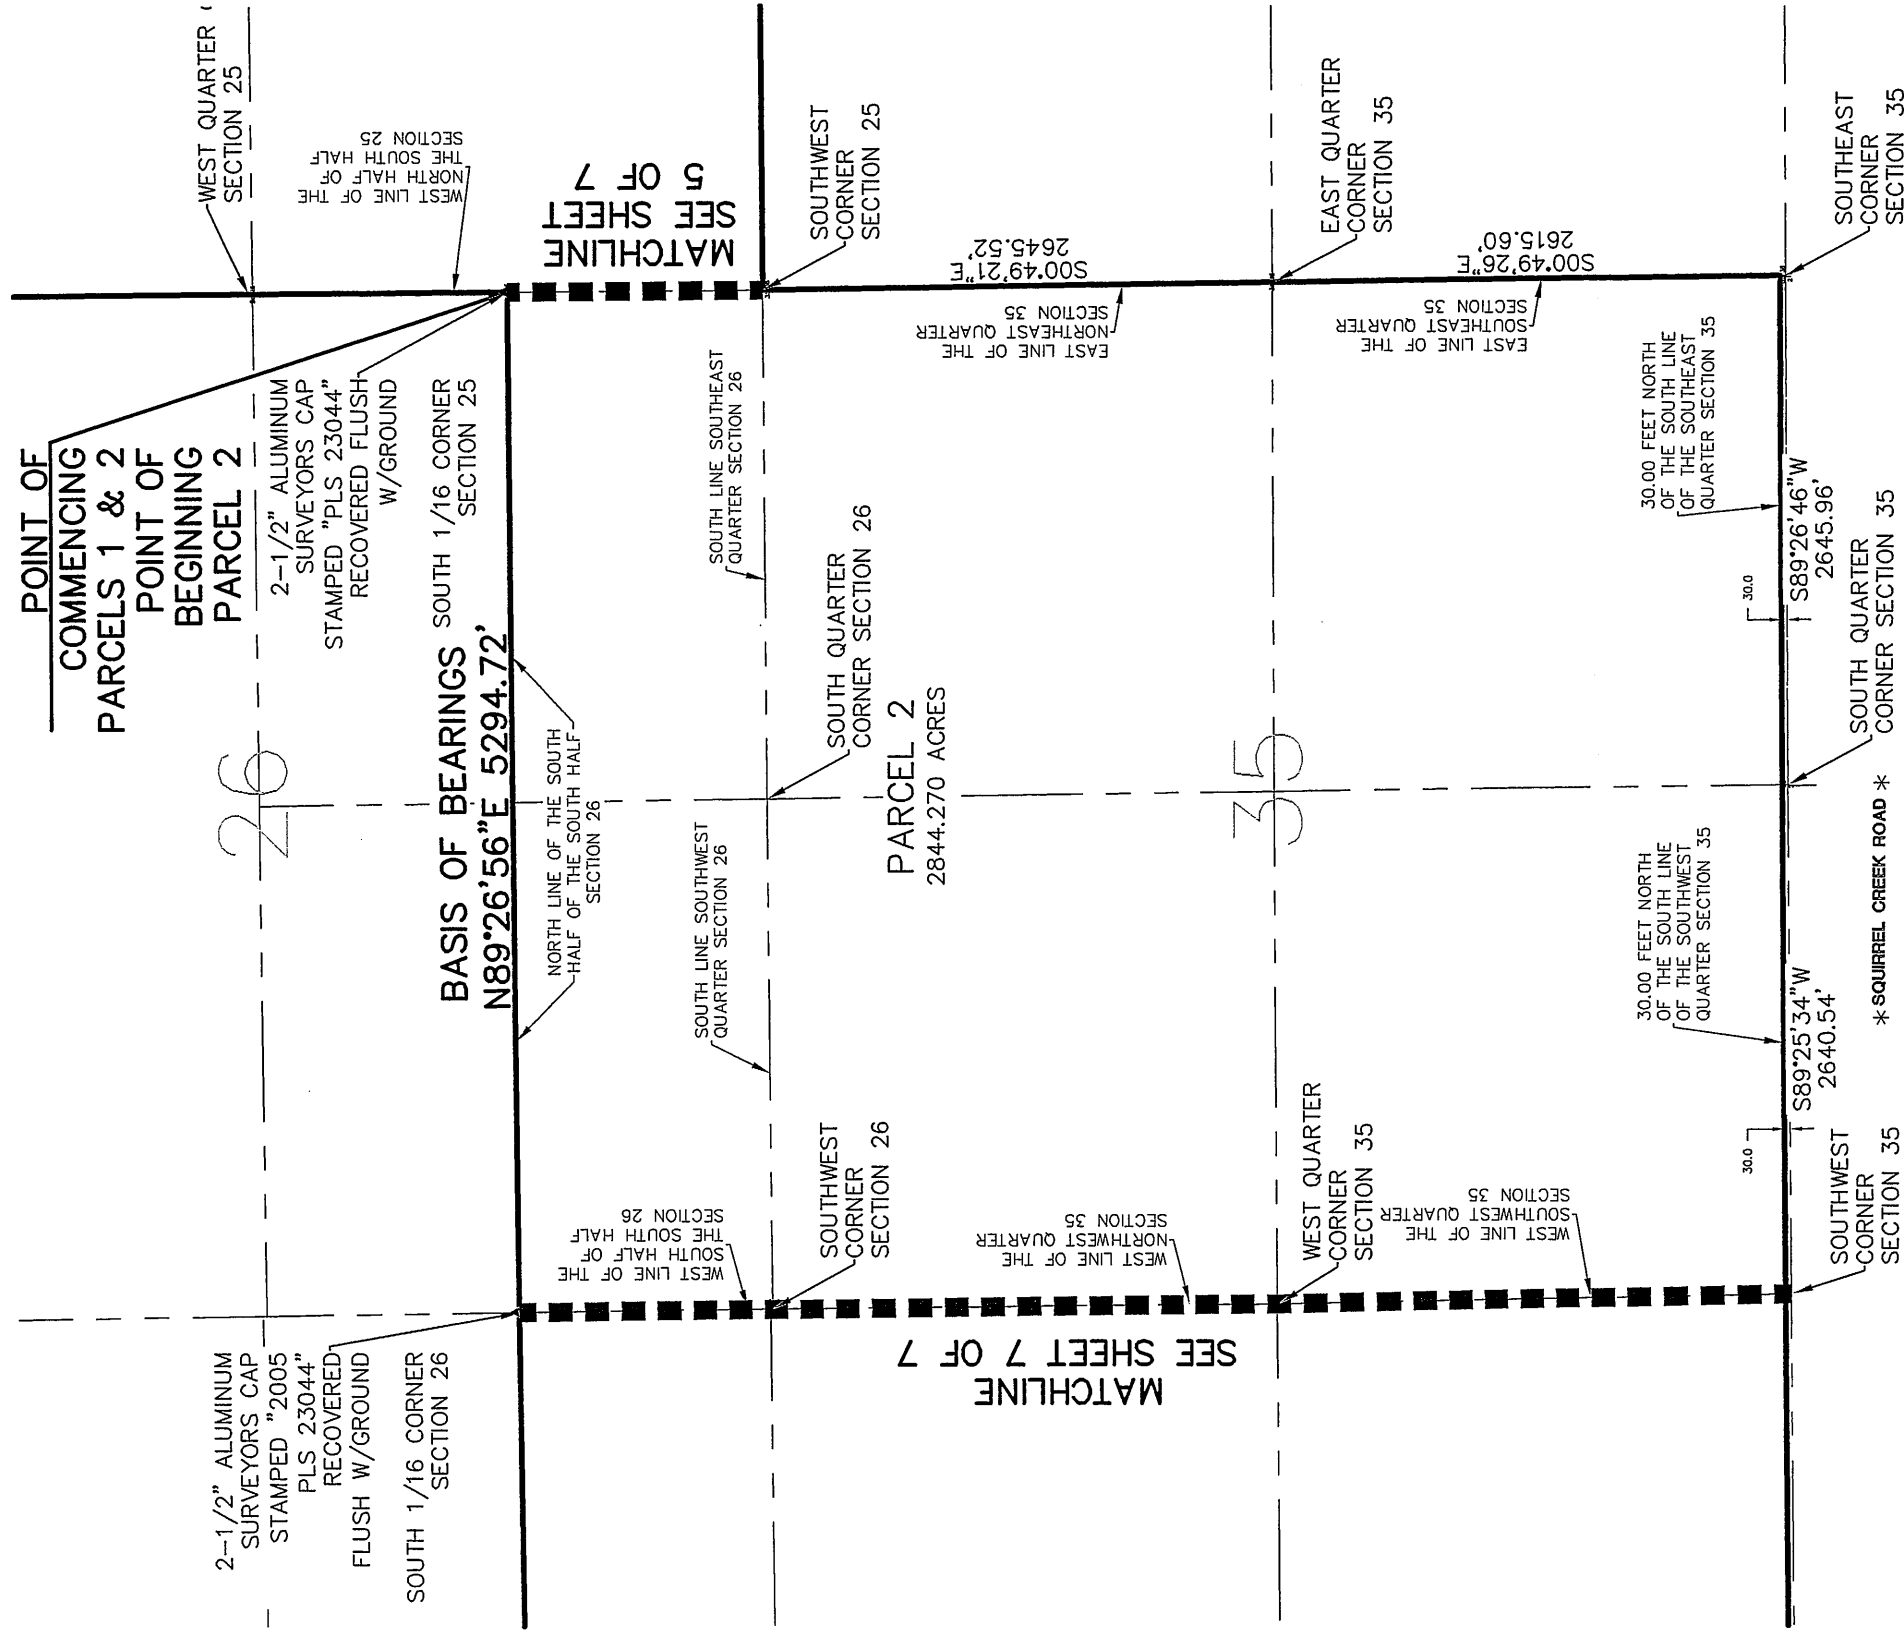 POINT OF
COMMENCING
PARCELS 1 & 2
POINT OF
BEGINNING
PARCEL 2
WEST QUARTER
SECTION 25
WEST LINE OF THE
NORTH HALF OF
THE SOUTH HALF
SECTION 25
2-1/2" ALUMINUM
SURVEYORS CAP
STAMPED "PLS 23044"
RECOVERED FLUSH
W/GROUND
SOUTH 1/16 CORNER
SECTION 25
MATCHLINE
SEE SHEET
5 OF 7
26
BASIS OF BEARINGS
N89°26'56"E 5294.72'
NORTH LINE OF THE SOUTH
HALF OF THE SOUTH HALF
SECTION 26
2-1/2" ALUMINUM
SURVEYORS CAP
STAMPED "2005
PLS 23044"
RECOVERED
FLUSH W/GROUND
SOUTH 1/16 CORNER
SECTION 26
WEST LINE OF THE
SOUTH HALF OF
THE SOUTH HALF
SECTION 26
SOUTH LINE SOUTHWEST
QUARTER SECTION 26
SOUTH LINE SOUTHEAST
QUARTER SECTION 26
SOUTHWEST
CORNER
SECTION 26
SOUTH QUARTER
CORNER SECTION 26
SOUTHWEST
CORNER
SECTION 25
PARCEL 2
2844.270 ACRES
S00°49'21"E
2645.52'
EAST LINE OF THE
NORTHEAST QUARTER
SECTION 35
MATCHLINE
SEE SHEET 7 OF 7
WEST LINE OF THE
NORTHWEST QUARTER
SECTION 35
WEST QUARTER
CORNER
SECTION 35
35
EAST QUARTER
CORNER
SECTION 35
WEST LINE OF THE
SOUTHWEST QUARTER
SECTION 35
S00°49'26"E
2615.60'
EAST LINE OF THE
SOUTHEAST QUARTER
SECTION 35
30.00 FEET NORTH
OF THE SOUTH LINE
OF THE SOUTHWEST
QUARTER SECTION 35
30.00 FEET NORTH
OF THE SOUTH LINE
OF THE SOUTHEAST
QUARTER SECTION 35
30.0
30.0
S89°25'34"W
2640.54'
S89°26'46"W
2645.96'
SOUTHWEST
CORNER
SECTION 35
* SQUIRREL CREEK ROAD *
SOUTH QUARTER
CORNER SECTION 35
SOUTHEAST
CORNER
SECTION 35